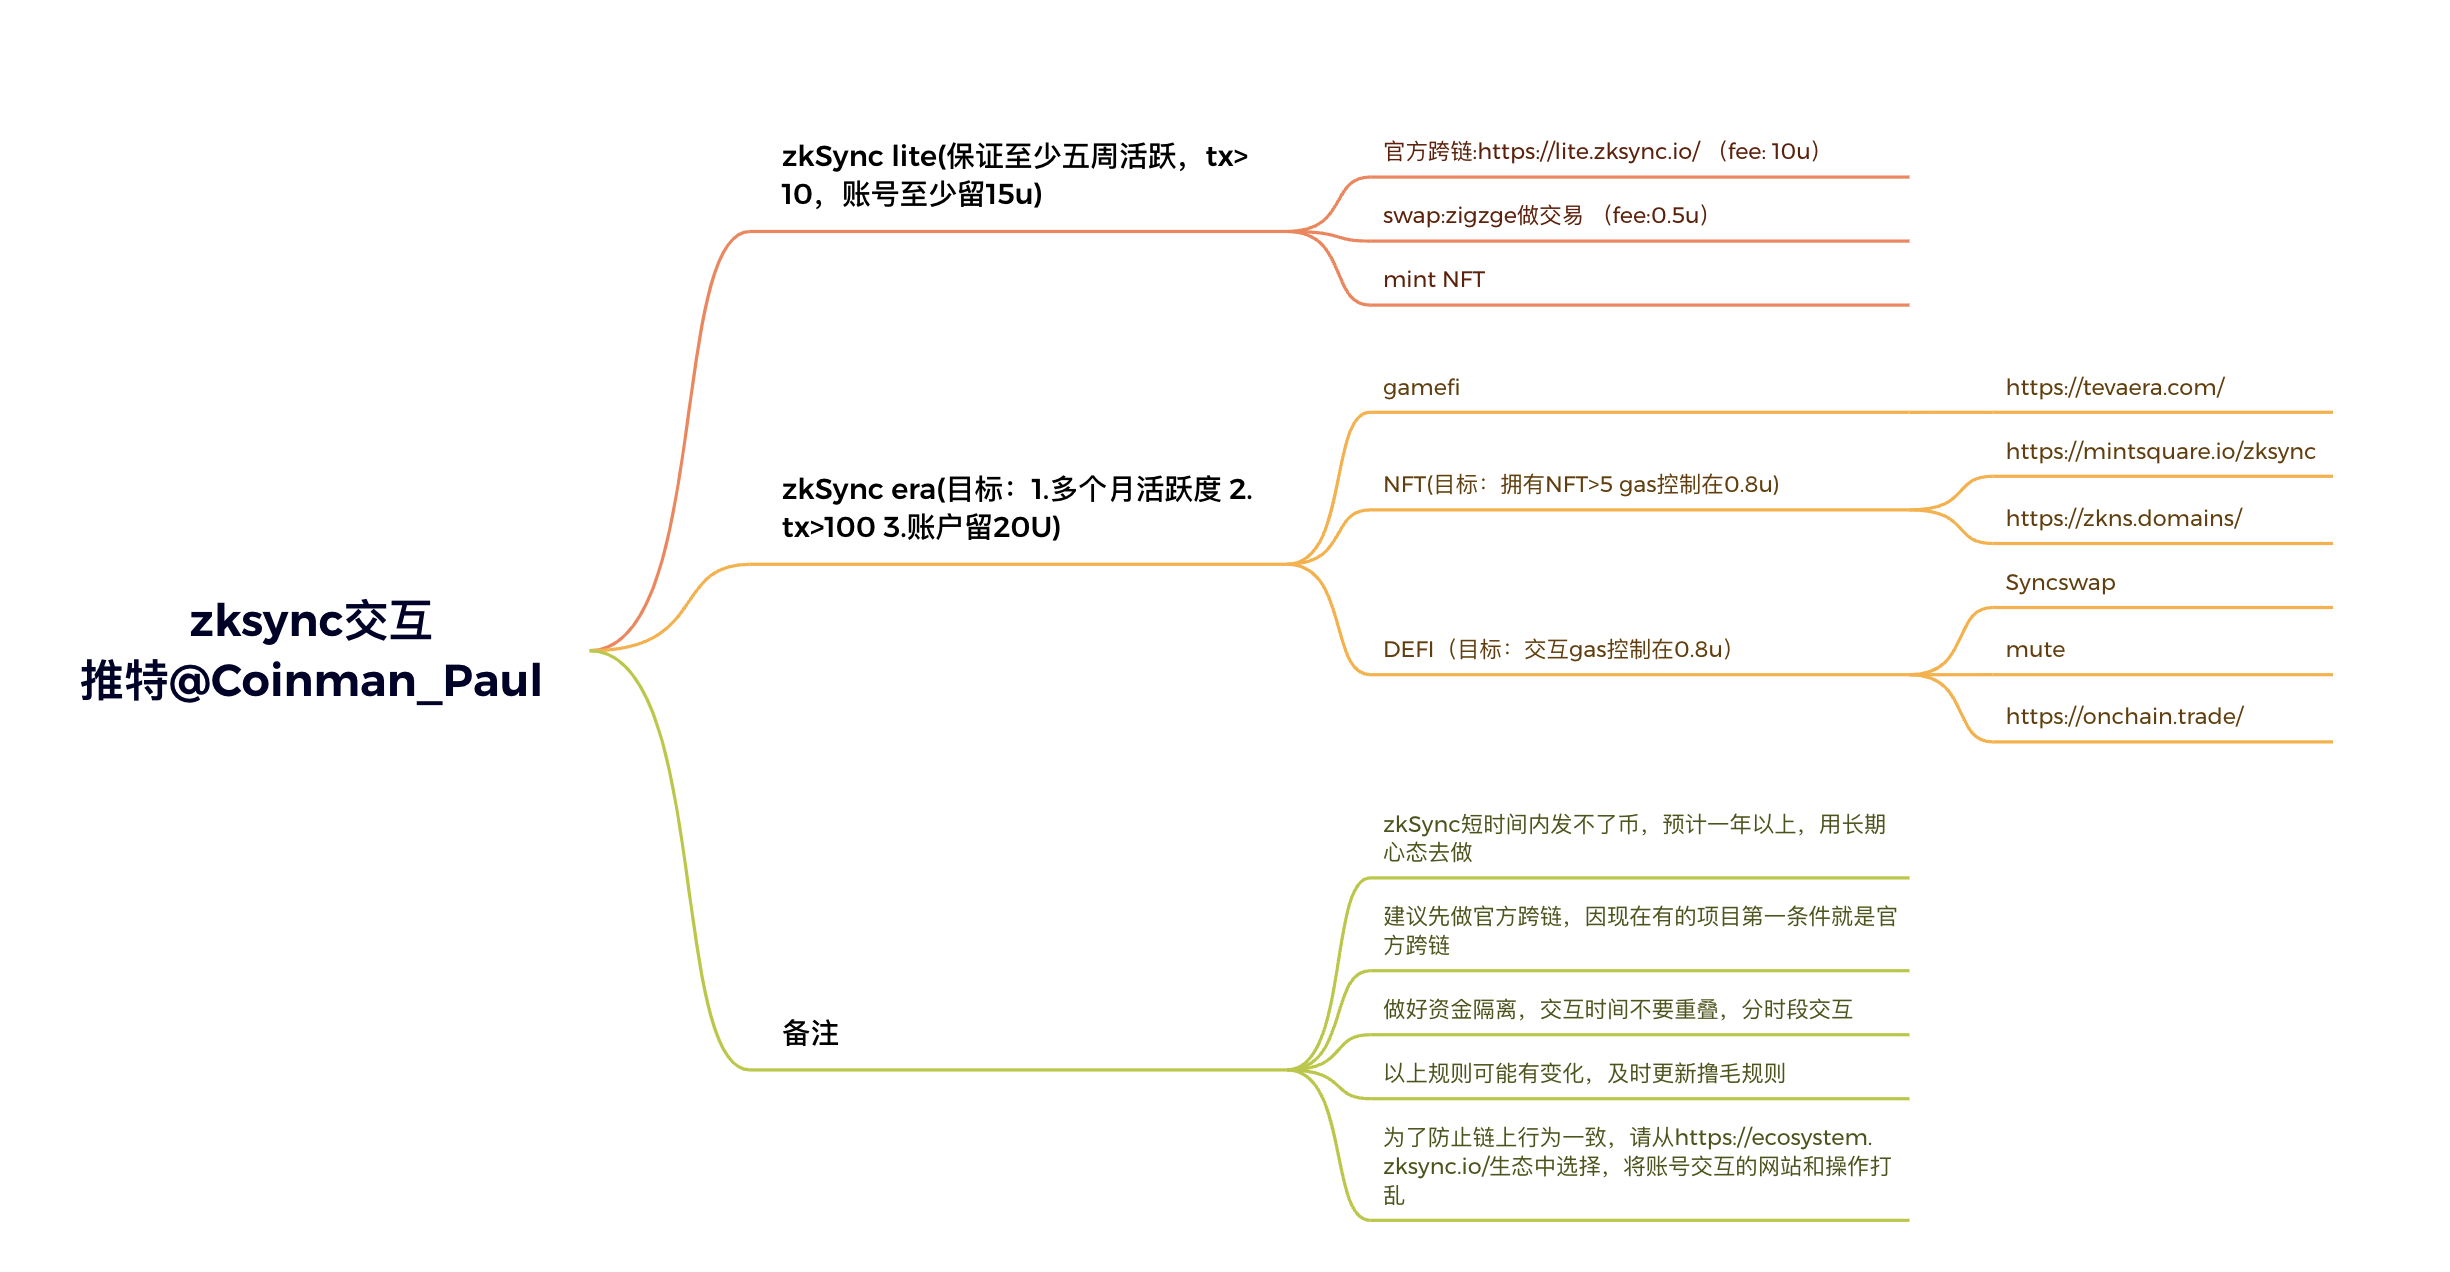 zksync交互
推特@Coinman_Paul
zkSync lite(保证至少五周活跃，tx>
10，账号至少留15u)
官方跨链:https://lite.zksync.io/ （fee: 10u）
swap:zigzge做交易 （fee:0.5u）
mint NFT
zkSync era(目标：1.多个月活跃度 2.
tx>100 3.账户留20U)
gamefi
https://tevaera.com/
NFT(目标：拥有NFT>5 gas控制在0.8u)
https://mintsquare.io/zksync
https://zkns.domains/
DEFI（目标：交互gas控制在0.8u）
Syncswap
mute
https://onchain.trade/
备注
zkSync短时间内发不了币，预计一年以上，用长期
心态去做
建议先做官方跨链，因现在有的项目第一条件就是官
方跨链
做好资金隔离，交互时间不要重叠，分时段交互
以上规则可能有变化，及时更新撸毛规则
为了防止链上行为一致，请从https://ecosystem.
zksync.io/生态中选择，将账号交互的网站和操作打
乱